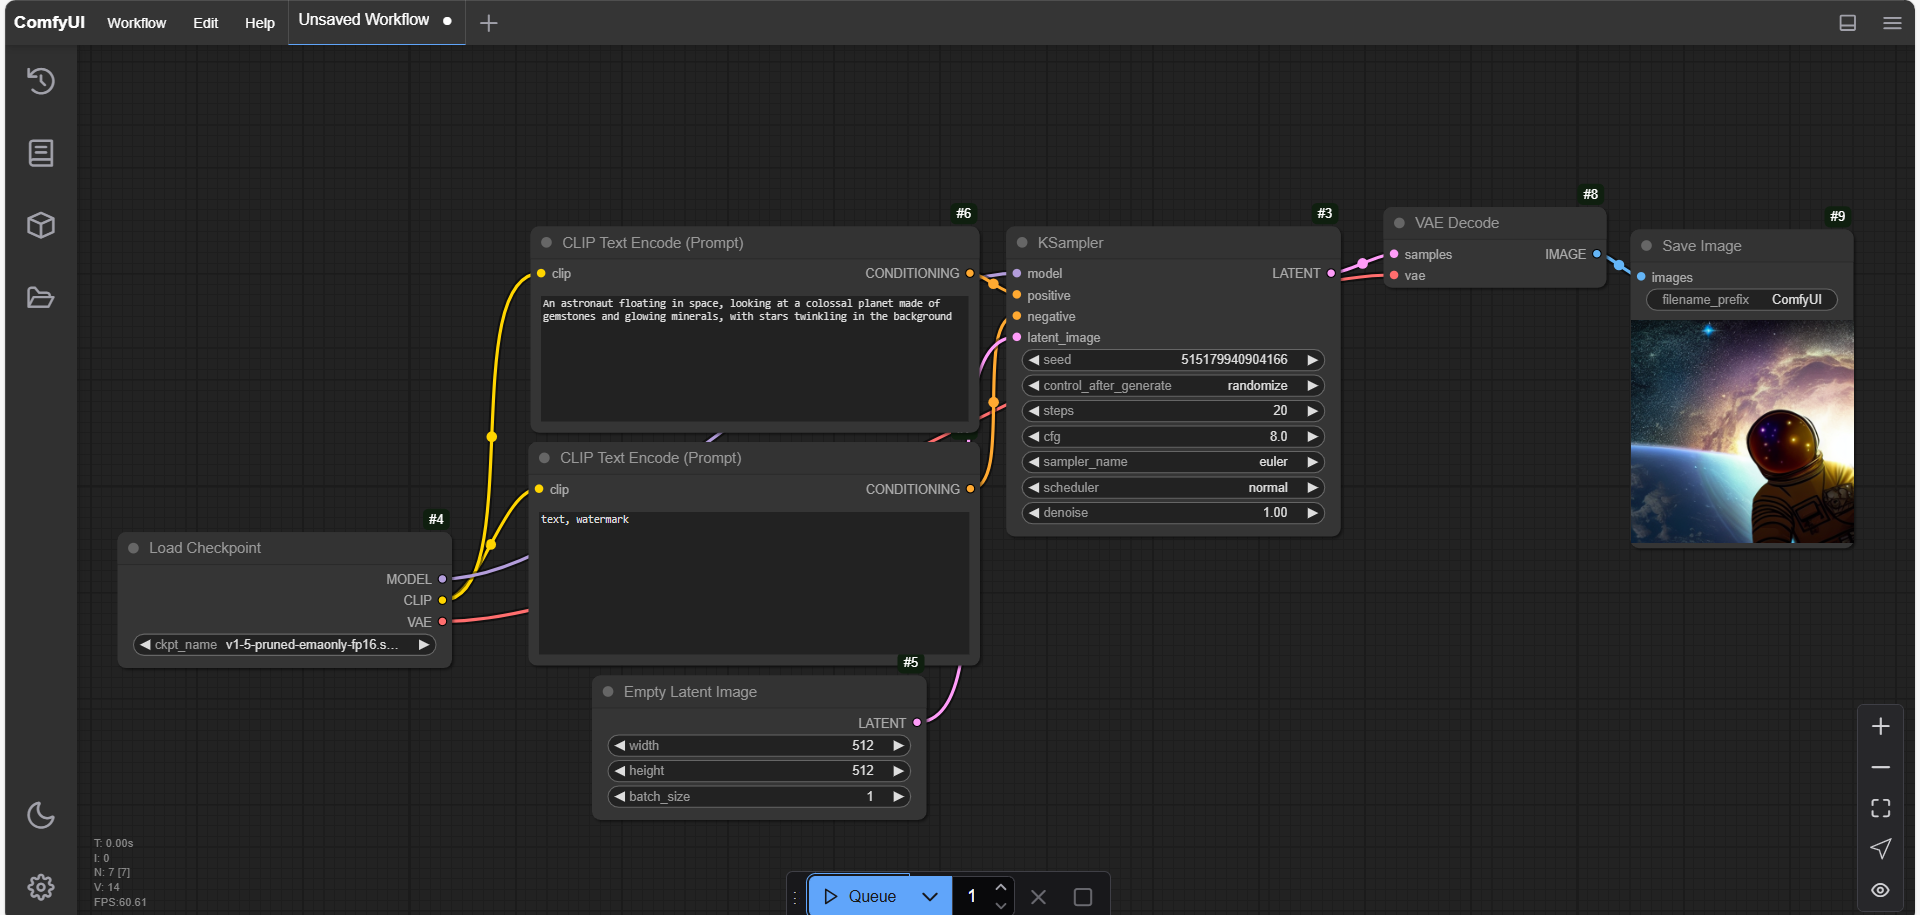 ComfyUI Workflow Edit Help Unsaved Workflow
#6
CLIP Text Encode (Prompt)
clip CONDITIONING
An astronaut floating in space, looking at a colossal planet made of
gemstones and glowing minerals, with stars twinkling in the background
CLIP Text Encode (Prompt)
clip CONDITIONING
text, watermark
#4
Load Checkpoint
MODEL
CLIP
VAE
ckpt_name v1-5-pruned-emaonly-fp16.s...
#5
Empty Latent Image
LATENT
width 512
height 512
batch_size 1
#3
KSampler
model LATENT
positive
negative
latent_image
seed 515179940904166
control_after_generate randomize
steps 20
cfg 8.0
sampler_name euler
scheduler normal
denoise 1.00
#8
VAE Decode
samples IMAGE
vae
#9
Save Image
images
filename_prefix ComfyUI
T: 0.00s
I: 0
N: 7 [7]
V: 14
FPS:60.61
Queue 1